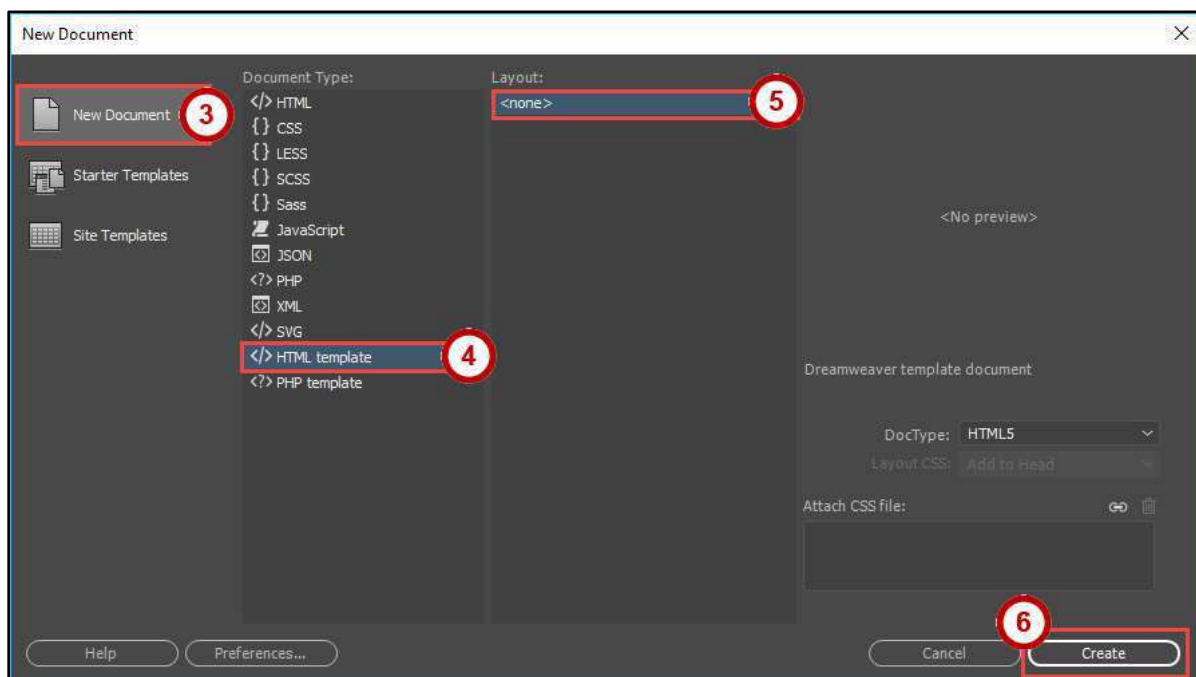 New Document
New Document
3
Starter Templates
Site Templates
Document Type:
</> HTML
{} CSS
{} LESS
{} SCSS
{} Sass
JavaScript
JSON
<?> PHP
XML
</> SVG
</> HTML template
4
<?> PHP template
Layout:
<none>
5
<No preview>
Dreamweaver template document
DocType: HTML5
Layout CSS: Add to Head
Attach CSS file:
Help
Preferences...
6
Cancel
Create